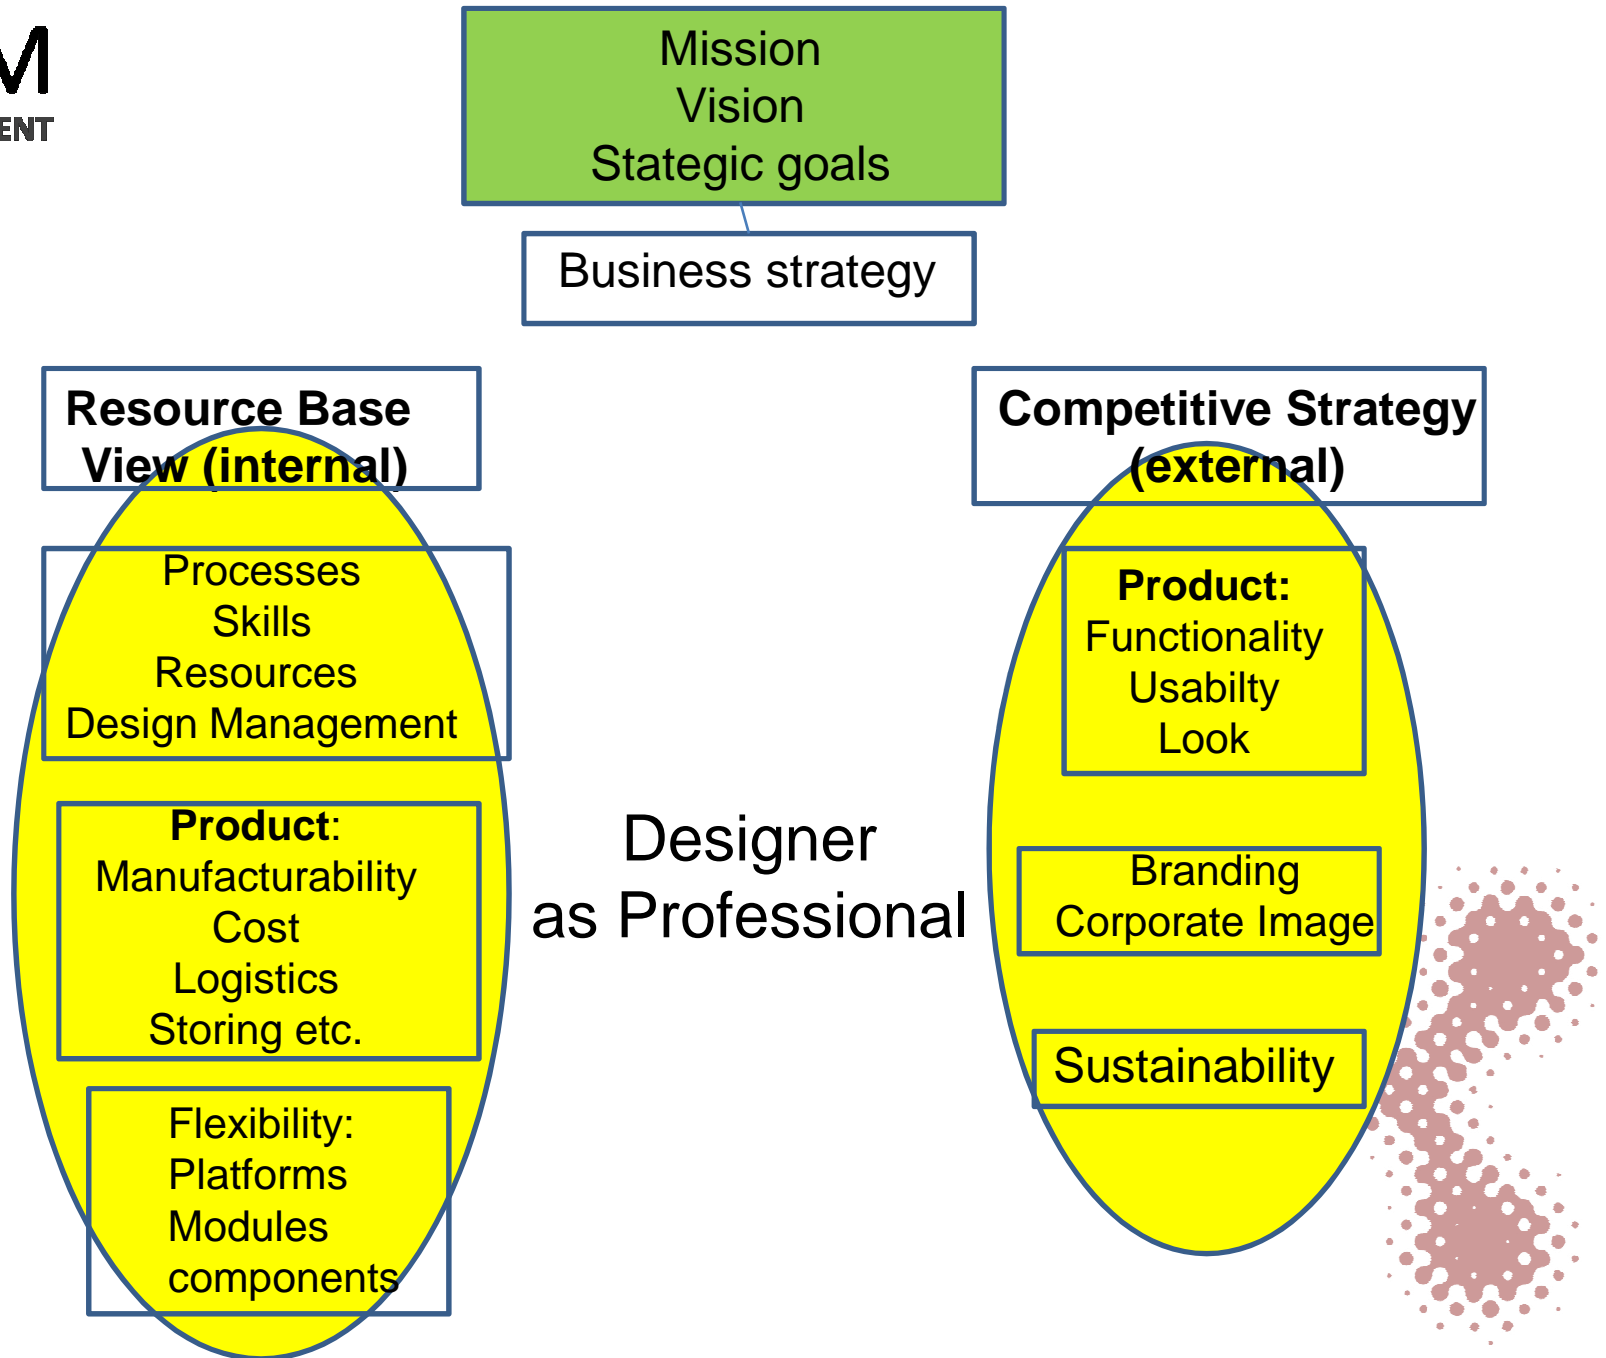 M
ENT
Mission
Vision
Stategic goals
Business strategy
Resource Base
View (internal)
Processes
Skills
Resources
Design Management
Product:
Manufacturability
Cost
Logistics
Storing etc.
Flexibility:
Platforms
Modules
components
Designer
as Professional
Competitive Strategy
(external)
Product:
Functionality
Usabilty
Look
Branding
Corporate Image
Sustainability